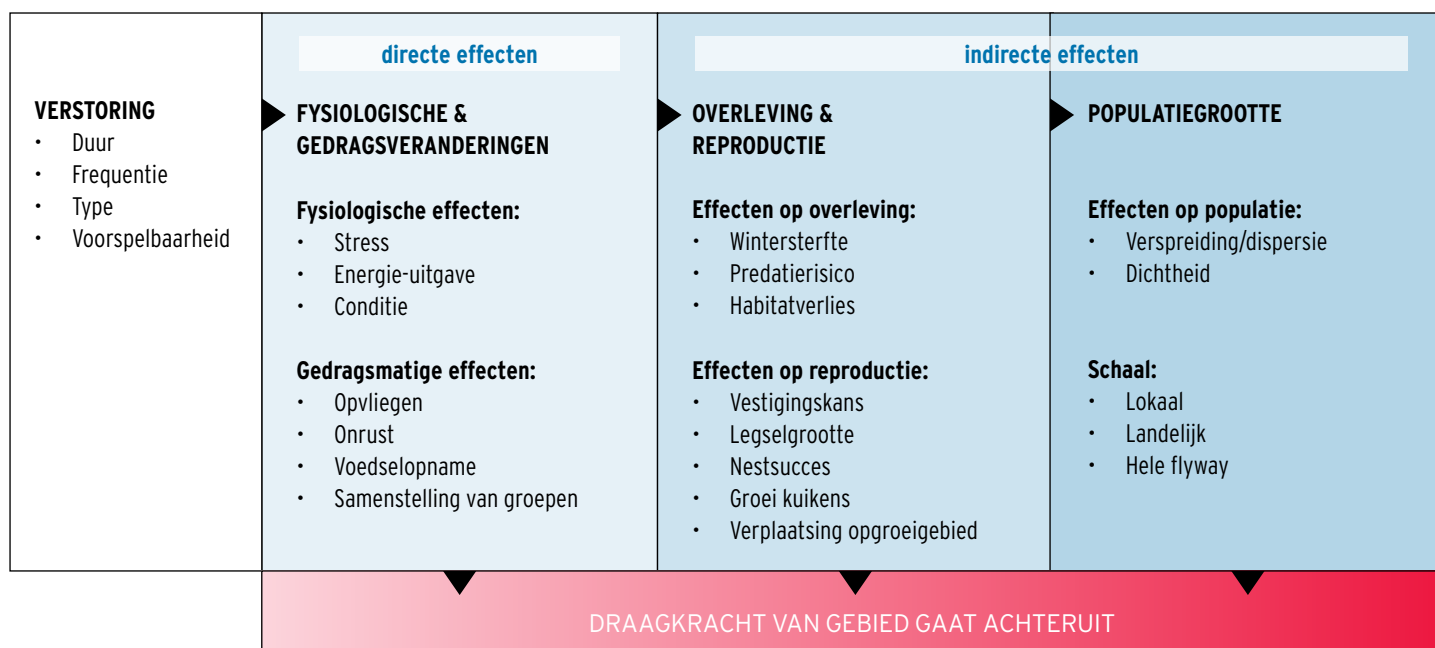 directe effecten
indirecte effecten
VERSTORING
• Duur
• Frequentie
• Type
• Voorspelbaarheid
FYSIOLOGISCHE &
GEDRAGSVERANDERINGEN
Fysiologische effecten:
• Stress
• Energie-uitgave
• Conditie
Gedragsmatige effecten:
• Opvliegen
• Onrust
• Voedselopname
• Samenstelling van groepen
OVERLEVING &
REPRODUCTIE
Effecten op overleving:
• Wintersterfte
• Predatierisico
• Habitatverlies
Effecten op reproductie:
• Vestigingskans
• Legselgrootte
• Nestsucces
• Groei kuikens
• Verplaatsing opgroeigebied
POPULATIEGROOTTE
Effecten op populatie:
• Verspreiding/dispersie
• Dichtheid
Schaal:
• Lokaal
• Landelijk
• Hele flyway
DRAAGKRACHT VAN GEBIED GAAT ACHTERUIT